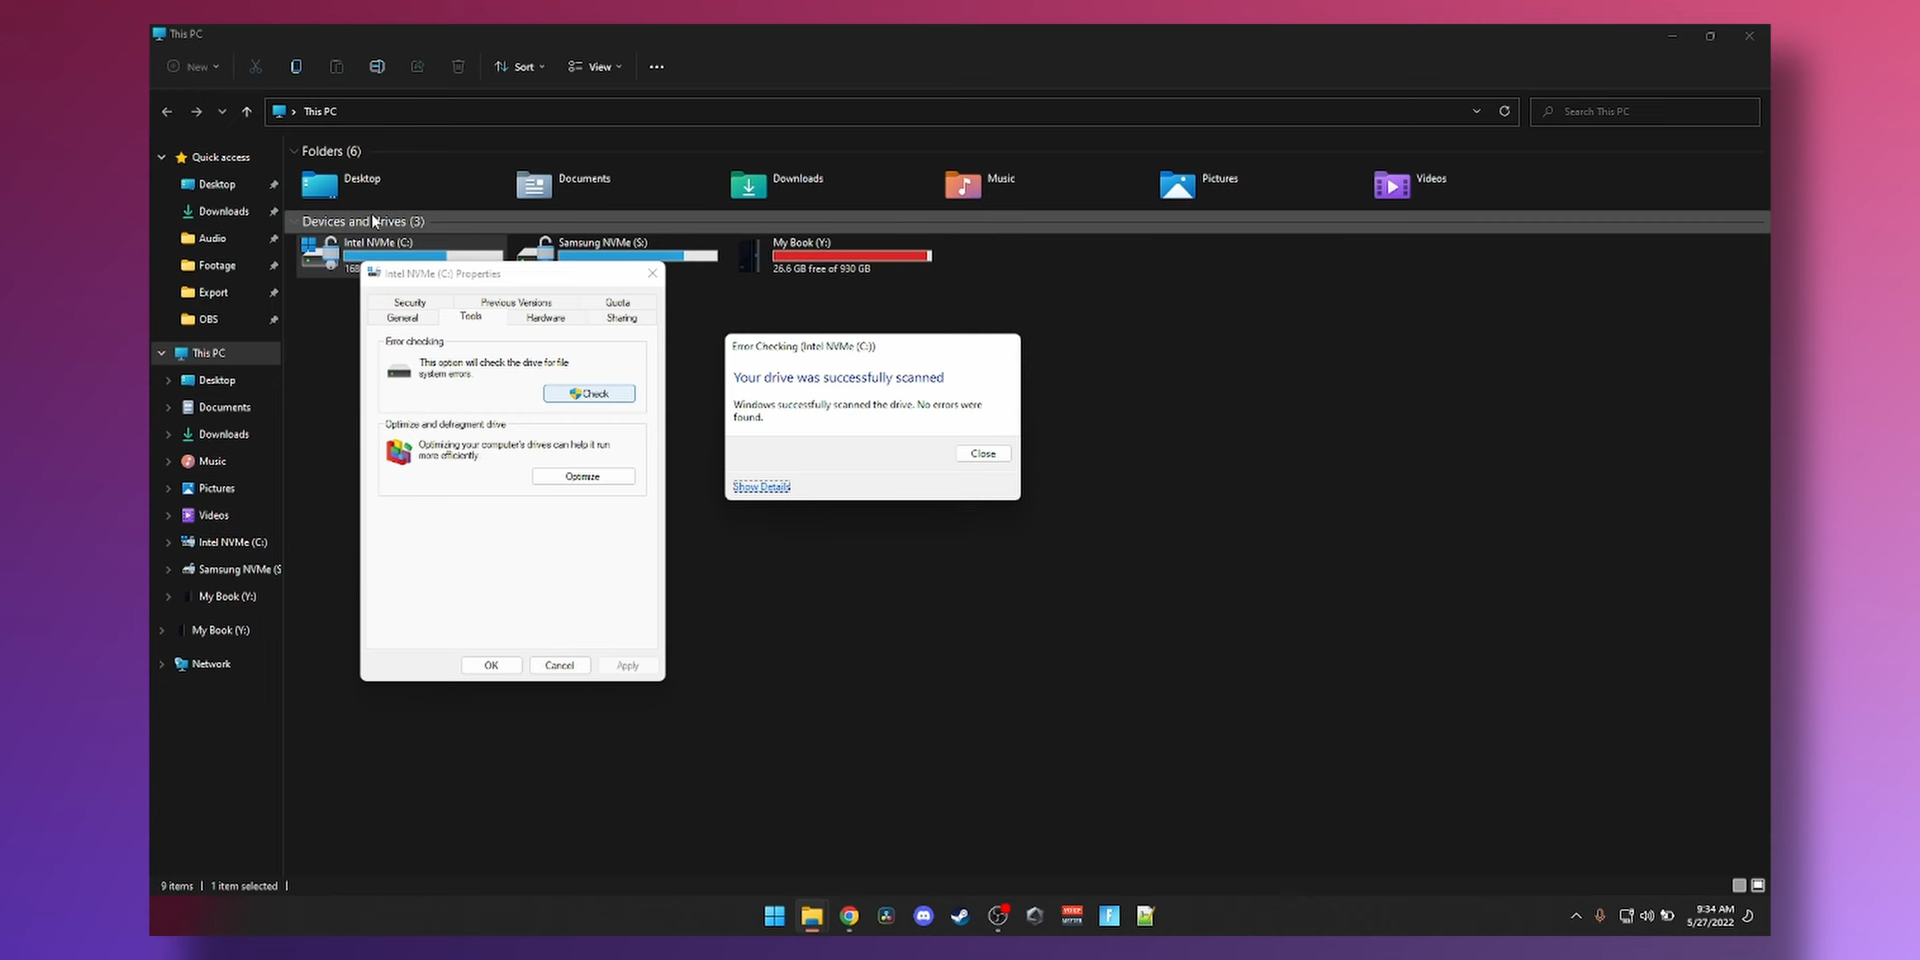 This PC
New
Sort
View
This PC
Search This PC
Quick access
Desktop
Downloads
Audio
Footage
Export
OBS
This PC
Desktop
Documents
Downloads
Music
Pictures
Videos
Intel NVMe (C:)
Samsung NVMe (S
My Book (Y:)
My Book (Y:)
Network
Folders (6)
Desktop
Documents
Downloads
Music
Pictures
Videos
Devices and drives (3)
Intel NVMe (C:)
168
Samsung NVMe (S:)
My Book (Y:)
26.6 GB free of 930 GB
Intel NVMe (C:) Properties
Security
Previous Versions
Quota
General
Tools
Hardware
Sharing
Error checking
This option will check the drive for file
system errors.
Check
Optimize and defragment drive
Optimizing your computer's drives can help it run
more efficiently.
Optimize
OK
Cancel
Apply
Error Checking (Intel NVMe (C:))
Your drive was successfully scanned
Windows successfully scanned the drive. No errors were
found.
Close
Show Details
9 items
1 item selected
9:34 AM
5/27/2022